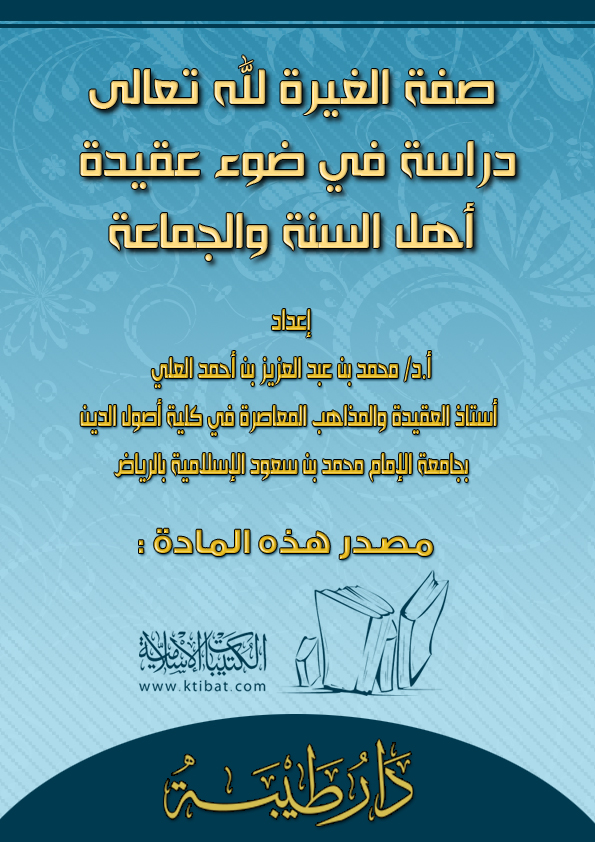 صفة الغيرة لله تعالى
دراسة في ضوء عقيدة
أهل السنة والجماعة
إعداد
أ.د/ محمد بن عبد العزيز بن أحمد العلي
أستاذ العقيدة والمذاهب المعاصرة في كلية أصول الدين
بجامعة الإمام محمد بن سعود الإسلامية بالرياض
مصدر هذه المادة :
الكتيبات الإسلامية
www.ktibat.com
دَارُ طَيبَة